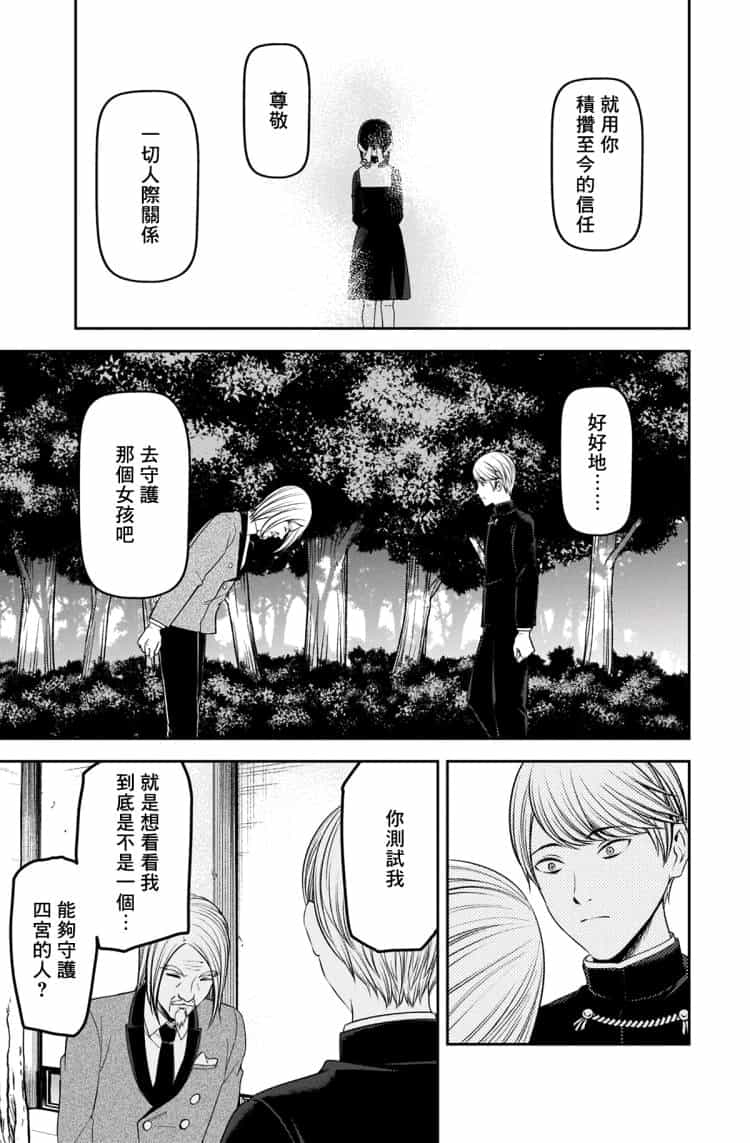 就用你
積攢至今的信任
尊敬
一切人際關係
好好地……
去守護
那個女孩吧
你測試我
就是想看看我
到底是不是一個…
能夠守護
四宮的人？